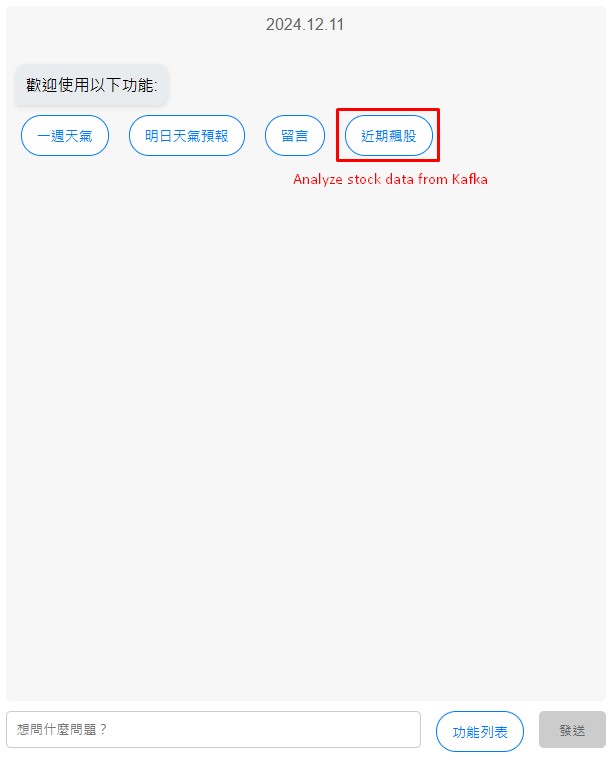 2024.12.11
歡迎使用以下功能:
一週天氣 明日天氣預報 留言 近期飆股
Analyze stock data from Kafka
想問什麼問題？ 功能列表 發送